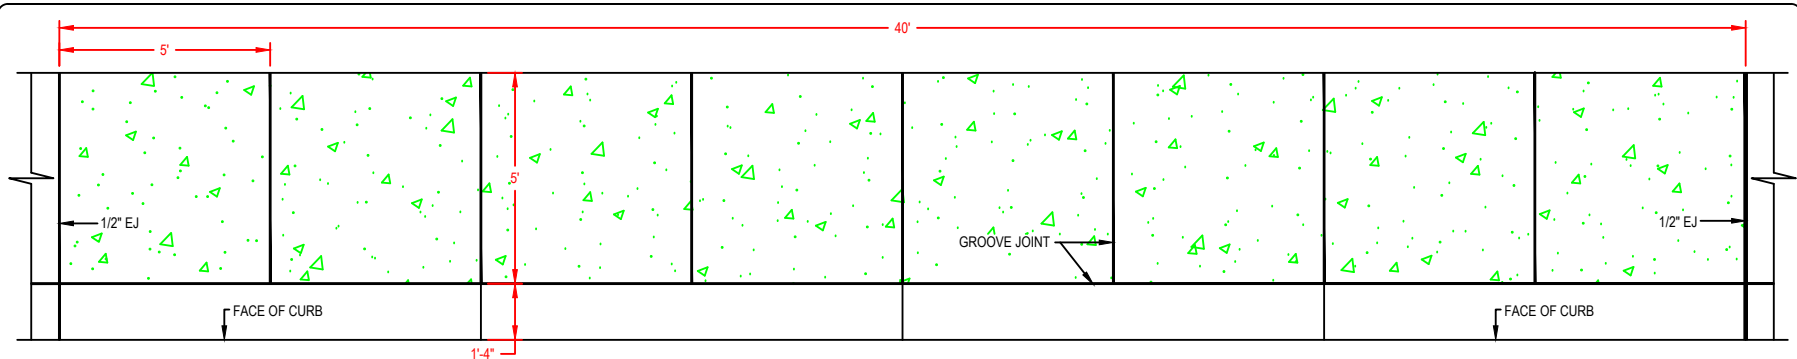 40'
5'
5'
1/2" EJ
1/2" EJ
GROOVE JOINT
FACE OF CURB
FACE OF CURB
1'-4"